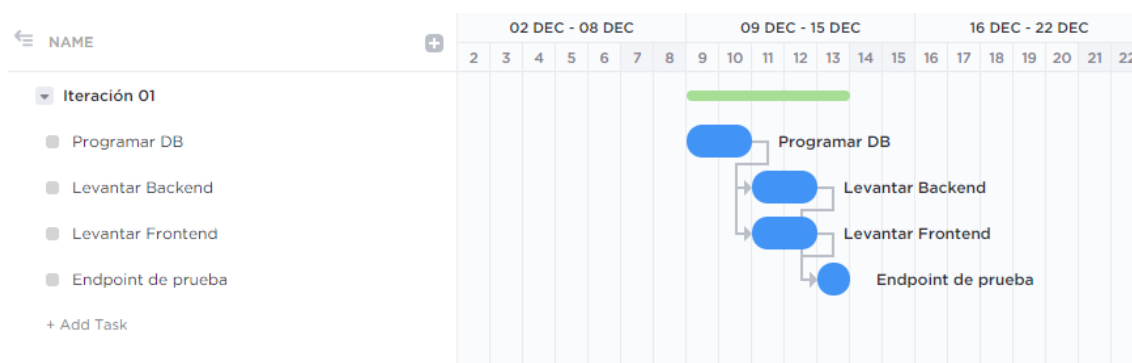 NAME
02 DEC - 08 DEC 09 DEC - 15 DEC 16 DEC - 22 DEC
2 3 4 5 6 7 8 9 10 11 12 13 14 15 16 17 18 19 20 21 22
Iteración 01
Programar DB Programar DB
Levantar Backend Levantar Backend
Levantar Frontend Levantar Frontend
Endpoint de prueba Endpoint de prueba
+ Add Task